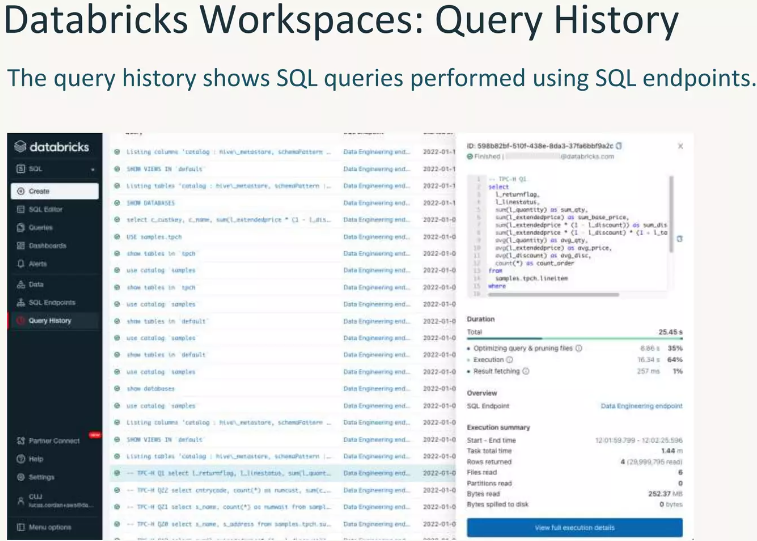 Databricks Workspaces: Query History
The query history shows SQL queries performed using SQL endpoints.
databricks
SQL
Create
SQL Editor
Queries
Dashboards
Alerts
Data
SQL Endpoints
Query History
Partner Connect
Help
Settings
CUJ
Menu options
Listing columns 'catalog : hive\_metastore, schemaPattern ... Data Engineering end... 2022-01-1
SHOW VIEWS IN `default` Data Engineering end... 2022-01-1
Listing tables 'catalog : hive\_metastore, schemaPattern :... Data Engineering end... 2022-01-1
SHOW DATABASES Data Engineering end... 2022-01-1
select c_custkey, c_name, sum(l_extendedprice * (1 - l_dis... Data Engineering end... 2022-01-0
USE samples.tpch Data Engineering end... 2022-01-0
show tables in `tpch` Data Engineering end... 2022-01-0
use catalog `samples` Data Engineering end... 2022-01-0
show tables in `tpch` Data Engineering end... 2022-01-0
use catalog `samples` Data Engineering end... 2022-01-0
show tables in `default` Data Engineering end... 2022-01-0
use catalog `samples` Data Engineering end... 2022-01-0
show tables in `default` Data Engineering end... 2022-01-0
use catalog `samples` Data Engineering end... 2022-01-0
show databases Data Engineering end... 2022-01-0
use catalog `samples` Data Engineering end... 2022-01-0
Listing columns 'catalog : hive\_metastore, schemaPattern ... Data Engineering end... 2022-01-0
SHOW VIEWS IN `default` Data Engineering end... 2022-01-0
Listing tables 'catalog : hive\_metastore, schemaPattern :... Data Engineering end... 2022-01-0
-- TPC-H Q1 select l_returnflag, l_linestatus, sum(l_quant... Data Engineering end... 2022-01-0
-- TPC-H Q22 select cntrycode, count(*) as numcust, sum(c_... Data Engineering end... 2022-01-0
-- TPC-H Q21 select s_name, count(*) as numwait from sampl... Data Engineering end... 2022-01-0
-- TPC-H Q20 select s_name, s_address from samples.tpch.su... Data Engineering end... 2022-01-0
ID: 598b82bf-510f-438e-8da3-37fa6bbf9a2c
Finished | @databricks.com
1 -- TPC-H Q1
2 select
3 l_returnflag,
4 l_linestatus,
5 sum(l_quantity) as sum_qty,
6 sum(l_extendedprice) as sum_base_price,
7 sum(l_extendedprice * (1 - l_discount)) as sum_dis
8 sum(l_extendedprice * (1 - l_discount) * (1 - l_ta
9 avg(l_quantity) as avg_qty,
10 avg(l_extendedprice) as avg_price,
11 avg(l_discount) as avg_disc,
12 count(*) as count_order
13 from
14 samples.tpch.lineitem
15 where
Duration
Total 25.45 s
Optimizing query & pruning files 8.86 s 35%
Execution 16.34 s 64%
Result fetching 257 ms 1%
Overview
SQL Endpoint Data Engineering endpoint
Execution summary
Start - End time 12:01:59.799 - 12:02:25.596
Task total time 1.44 m
Rows returned 4 (29,999,795 read)
Files read 6
Partitions read 0
Bytes read 252.37 MB
Bytes spilled to disk 0 bytes
View full execution details